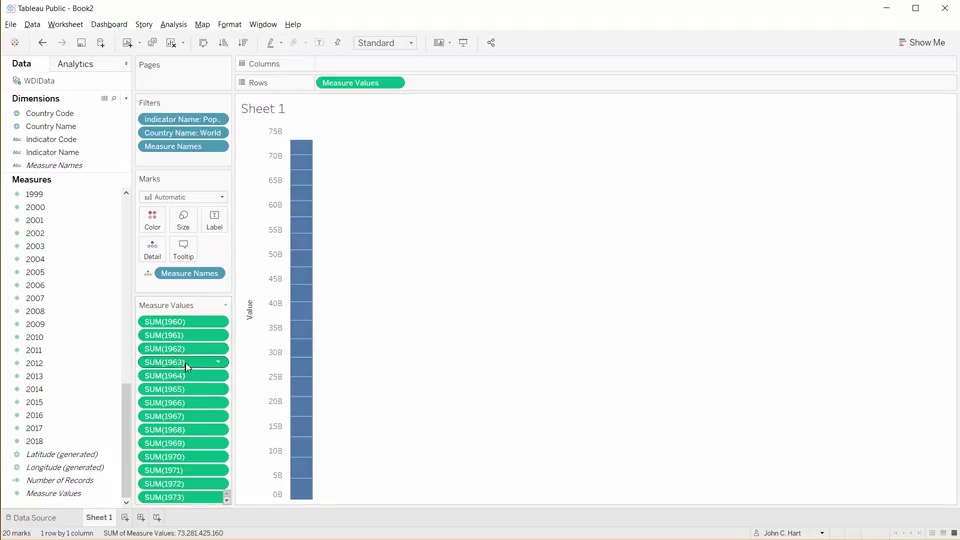 Tableau Public - Book2
File Data Worksheet Dashboard Story Analysis Map Format Window Help
Standard
Show Me
Data Analytics
WDIData
Dimensions
Country Code
Country Name
Abc Indicator Code
Abc Indicator Name
Abc Measure Names
Measures
1999
2000
2001
2002
2003
2004
2005
2006
2007
2008
2009
2010
2011
2012
2013
2014
2015
2016
2017
2018
Latitude (generated)
Longitude (generated)
Number of Records
Measure Values
Pages
Filters
Indicator Name: Pop..
Country Name: World
Measure Names
Marks
Automatic
Color Size Label
Detail Tooltip
Measure Names
Measure Values
SUM(1960)
SUM(1961)
SUM(1962)
SUM(1963)
SUM(1964)
SUM(1965)
SUM(1966)
SUM(1967)
SUM(1968)
SUM(1969)
SUM(1970)
SUM(1971)
SUM(1972)
SUM(1973)
Columns
Rows Measure Values
Sheet 1
75B
70B
65B
60B
55B
50B
45B
40B
35B
30B
25B
20B
15B
10B
5B
0B
Value
Data Source Sheet 1
20 marks 1 row by 1 column SUM of Measure Values: 73,281,425,160
John C. Hart